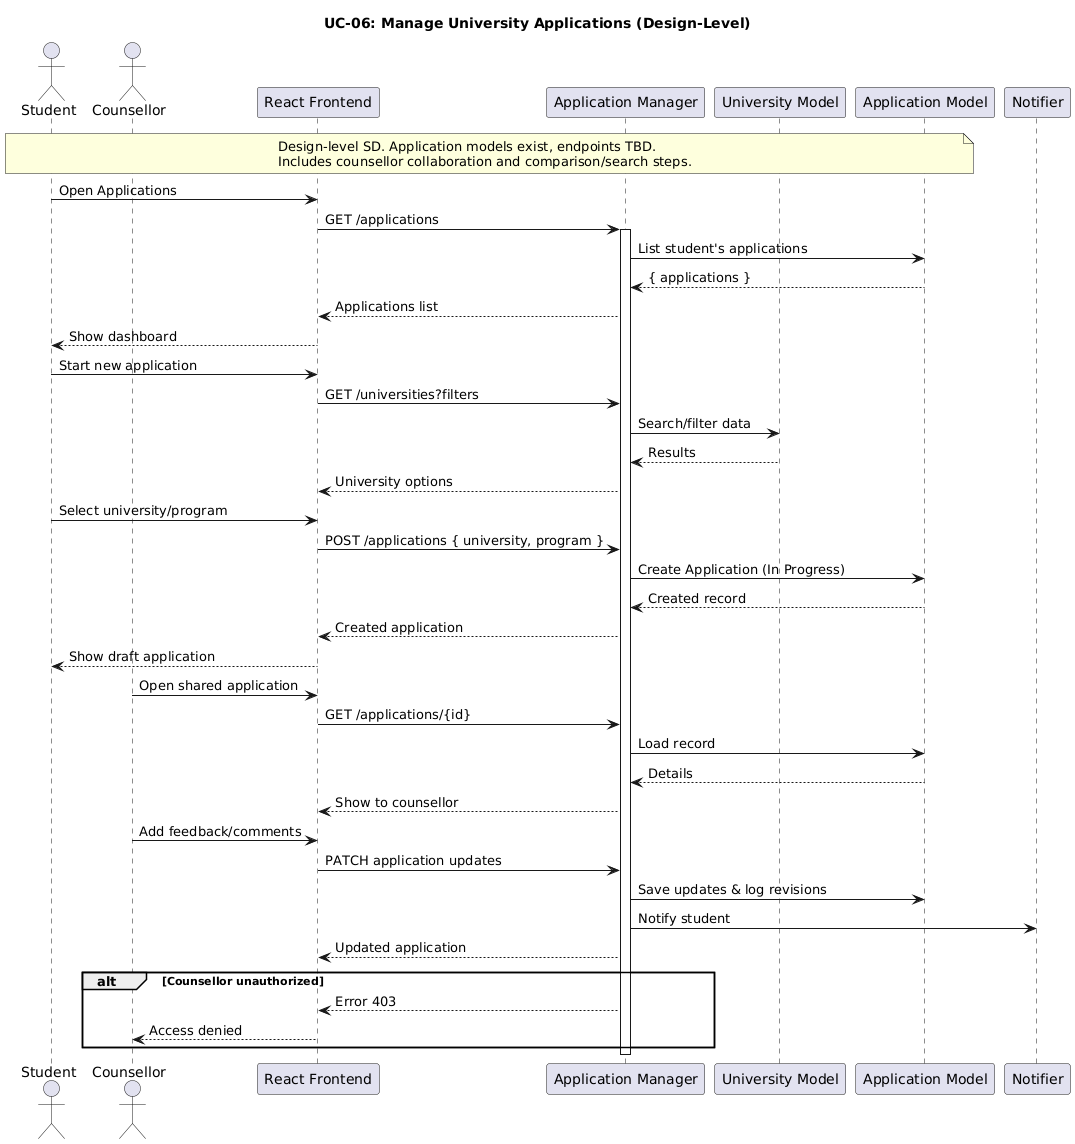 UC-06: Manage University Applications (Design-Level)
Student
Counsellor
React Frontend
Application Manager
University Model
Application Model
Notifier
Design-level SD. Application models exist, endpoints TBD.
Includes counsellor collaboration and comparison/search steps.
Open Applications
GET /applications
List student's applications
{ applications }
Applications list
Show dashboard
Start new application
GET /universities?filters
Search/filter data
Results
University options
Select university/program
POST /applications { university, program }
Create Application (In Progress)
Created record
Created application
Show draft application
Open shared application
GET /applications/{id}
Load record
Details
Show to counsellor
Add feedback/comments
PATCH application updates
Save updates & log revisions
Notify student
Updated application
alt [Counsellor unauthorized]
Error 403
Access denied
Student
Counsellor
React Frontend
Application Manager
University Model
Application Model
Notifier